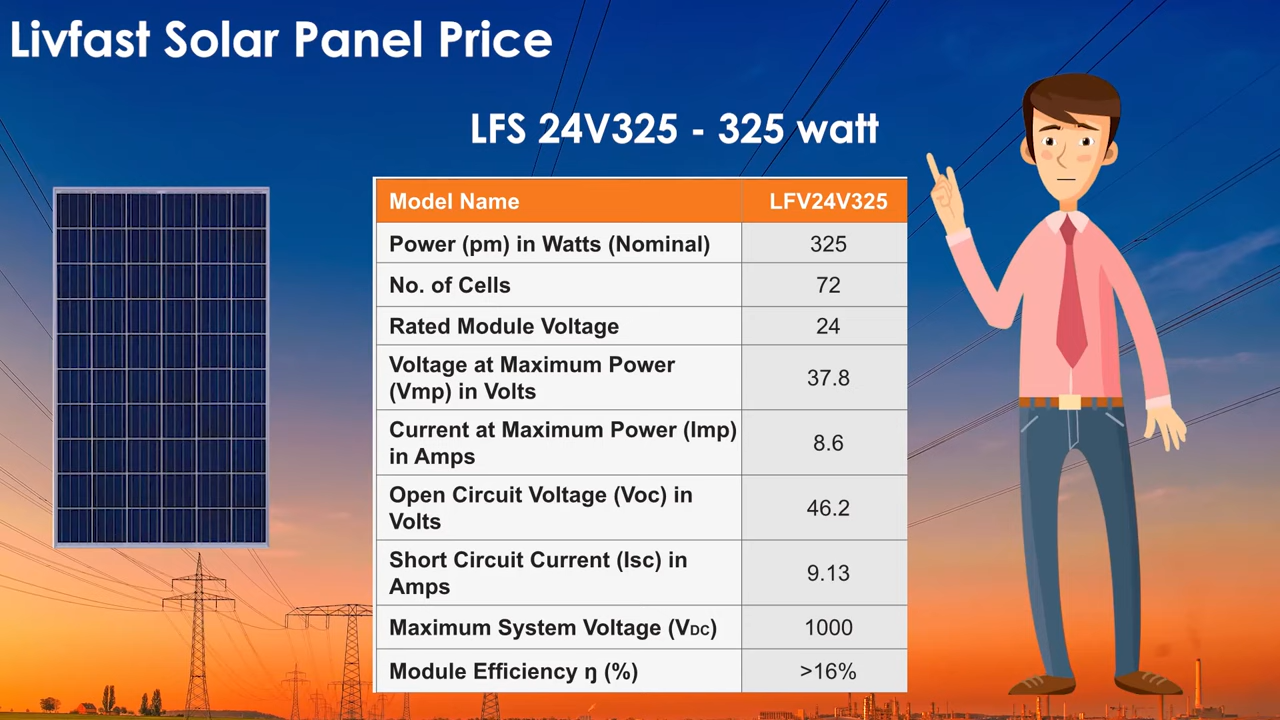 Livfast Solar Panel Price
LFS 24V325 - 325 watt
Model Name LFV24V325
Power (pm) in Watts (Nominal) 325
No. of Cells 72
Rated Module Voltage 24
Voltage at Maximum Power
(Vmp) in Volts 37.8
Current at Maximum Power (Imp)
in Amps 8.6
Open Circuit Voltage (Voc) in
Volts 46.2
Short Circuit Current (Isc) in
Amps 9.13
Maximum System Voltage (VDC) 1000
Module Efficiency ŋ (%) >16%